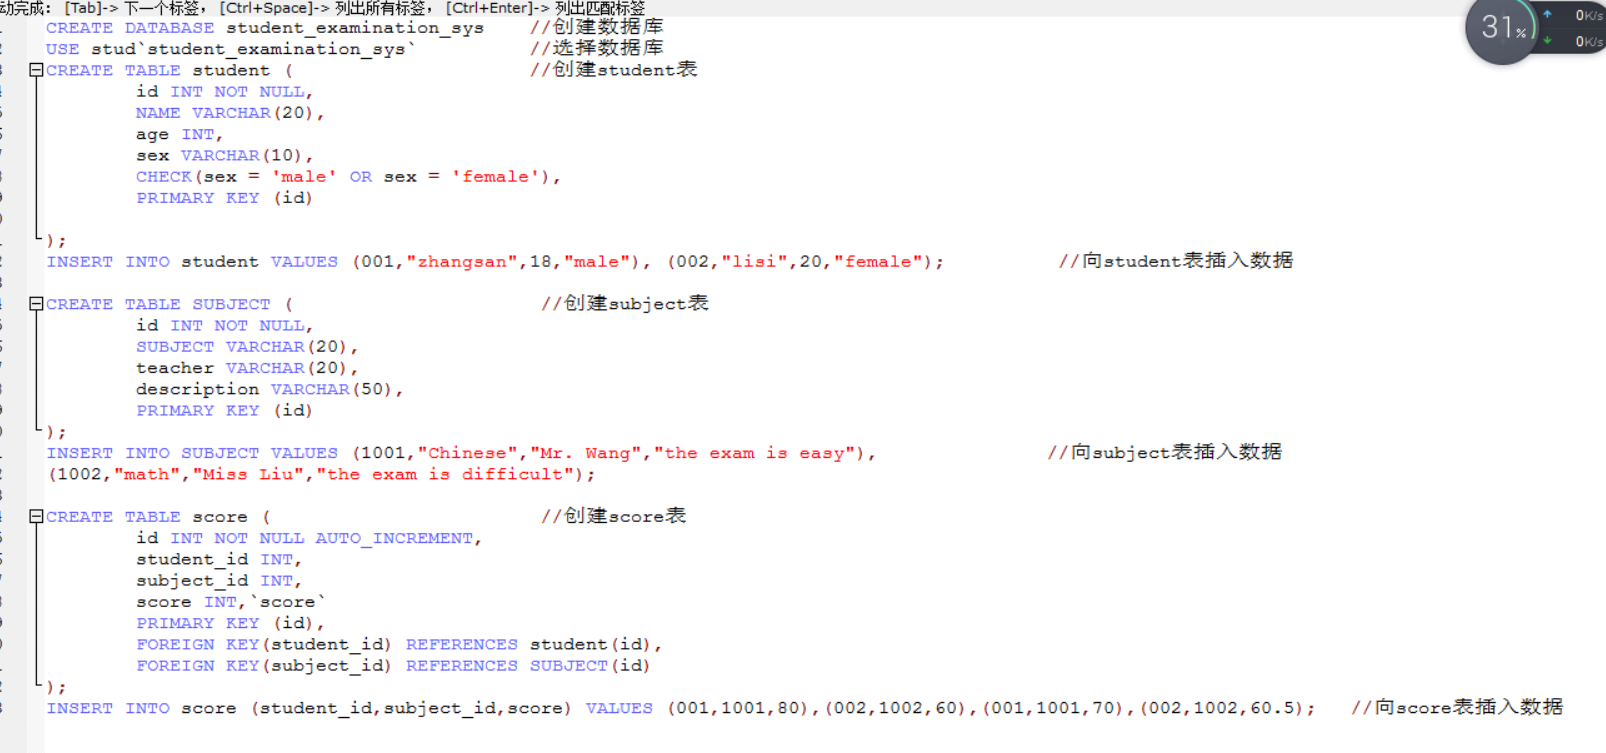 动完成: [Tab]-> 下一个标签, [Ctrl+Space]-> 列出所有标签, [Ctrl+Enter]-> 列出匹配标签
31%
0K/s
0K/s
CREATE DATABASE student_examination_sys //创建数据库
USE stud`student_examination_sys` //选择数据库
CREATE TABLE student ( //创建student表
id INT NOT NULL,
NAME VARCHAR(20),
age INT,
sex VARCHAR(10),
CHECK(sex = 'male' OR sex = 'female'),
PRIMARY KEY (id)
);
INSERT INTO student VALUES (001,"zhangsan",18,"male"), (002,"lisi",20,"female"); //向student表插入数据
CREATE TABLE SUBJECT ( //创建subject表
id INT NOT NULL,
SUBJECT VARCHAR(20),
teacher VARCHAR(20),
description VARCHAR(50),
PRIMARY KEY (id)
);
INSERT INTO SUBJECT VALUES (1001,"Chinese","Mr. Wang","the exam is easy"), //向subject表插入数据
(1002,"math","Miss Liu","the exam is difficult");
CREATE TABLE score ( //创建score表
id INT NOT NULL AUTO_INCREMENT,
student_id INT,
subject_id INT,
score INT,`score`
PRIMARY KEY (id),
FOREIGN KEY(student_id) REFERENCES student(id),
FOREIGN KEY(subject_id) REFERENCES SUBJECT(id)
);
INSERT INTO score (student_id,subject_id,score) VALUES (001,1001,80),(002,1002,60),(001,1001,70),(002,1002,60.5); //向score表插入数据